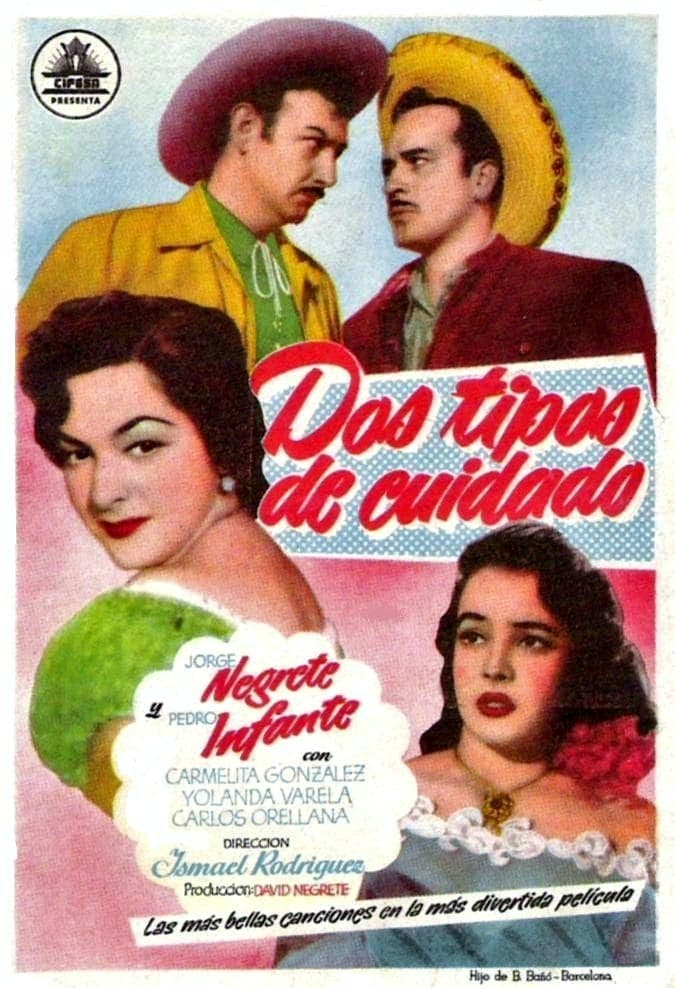 CIFESA
PRESENTA
Dos tipos
de cuidado
JORGE Negrete
y PEDRO Infante
con
CARMELITA GONZALEZ
YOLANDA VARELA
CARLOS ORELLANA
DIRECCION
Ismael Rodriguez
Produccion: DAVID NEGRETE
Las más bellas canciones en la más divertida película
Hijo de B. Bañó-Barcelona